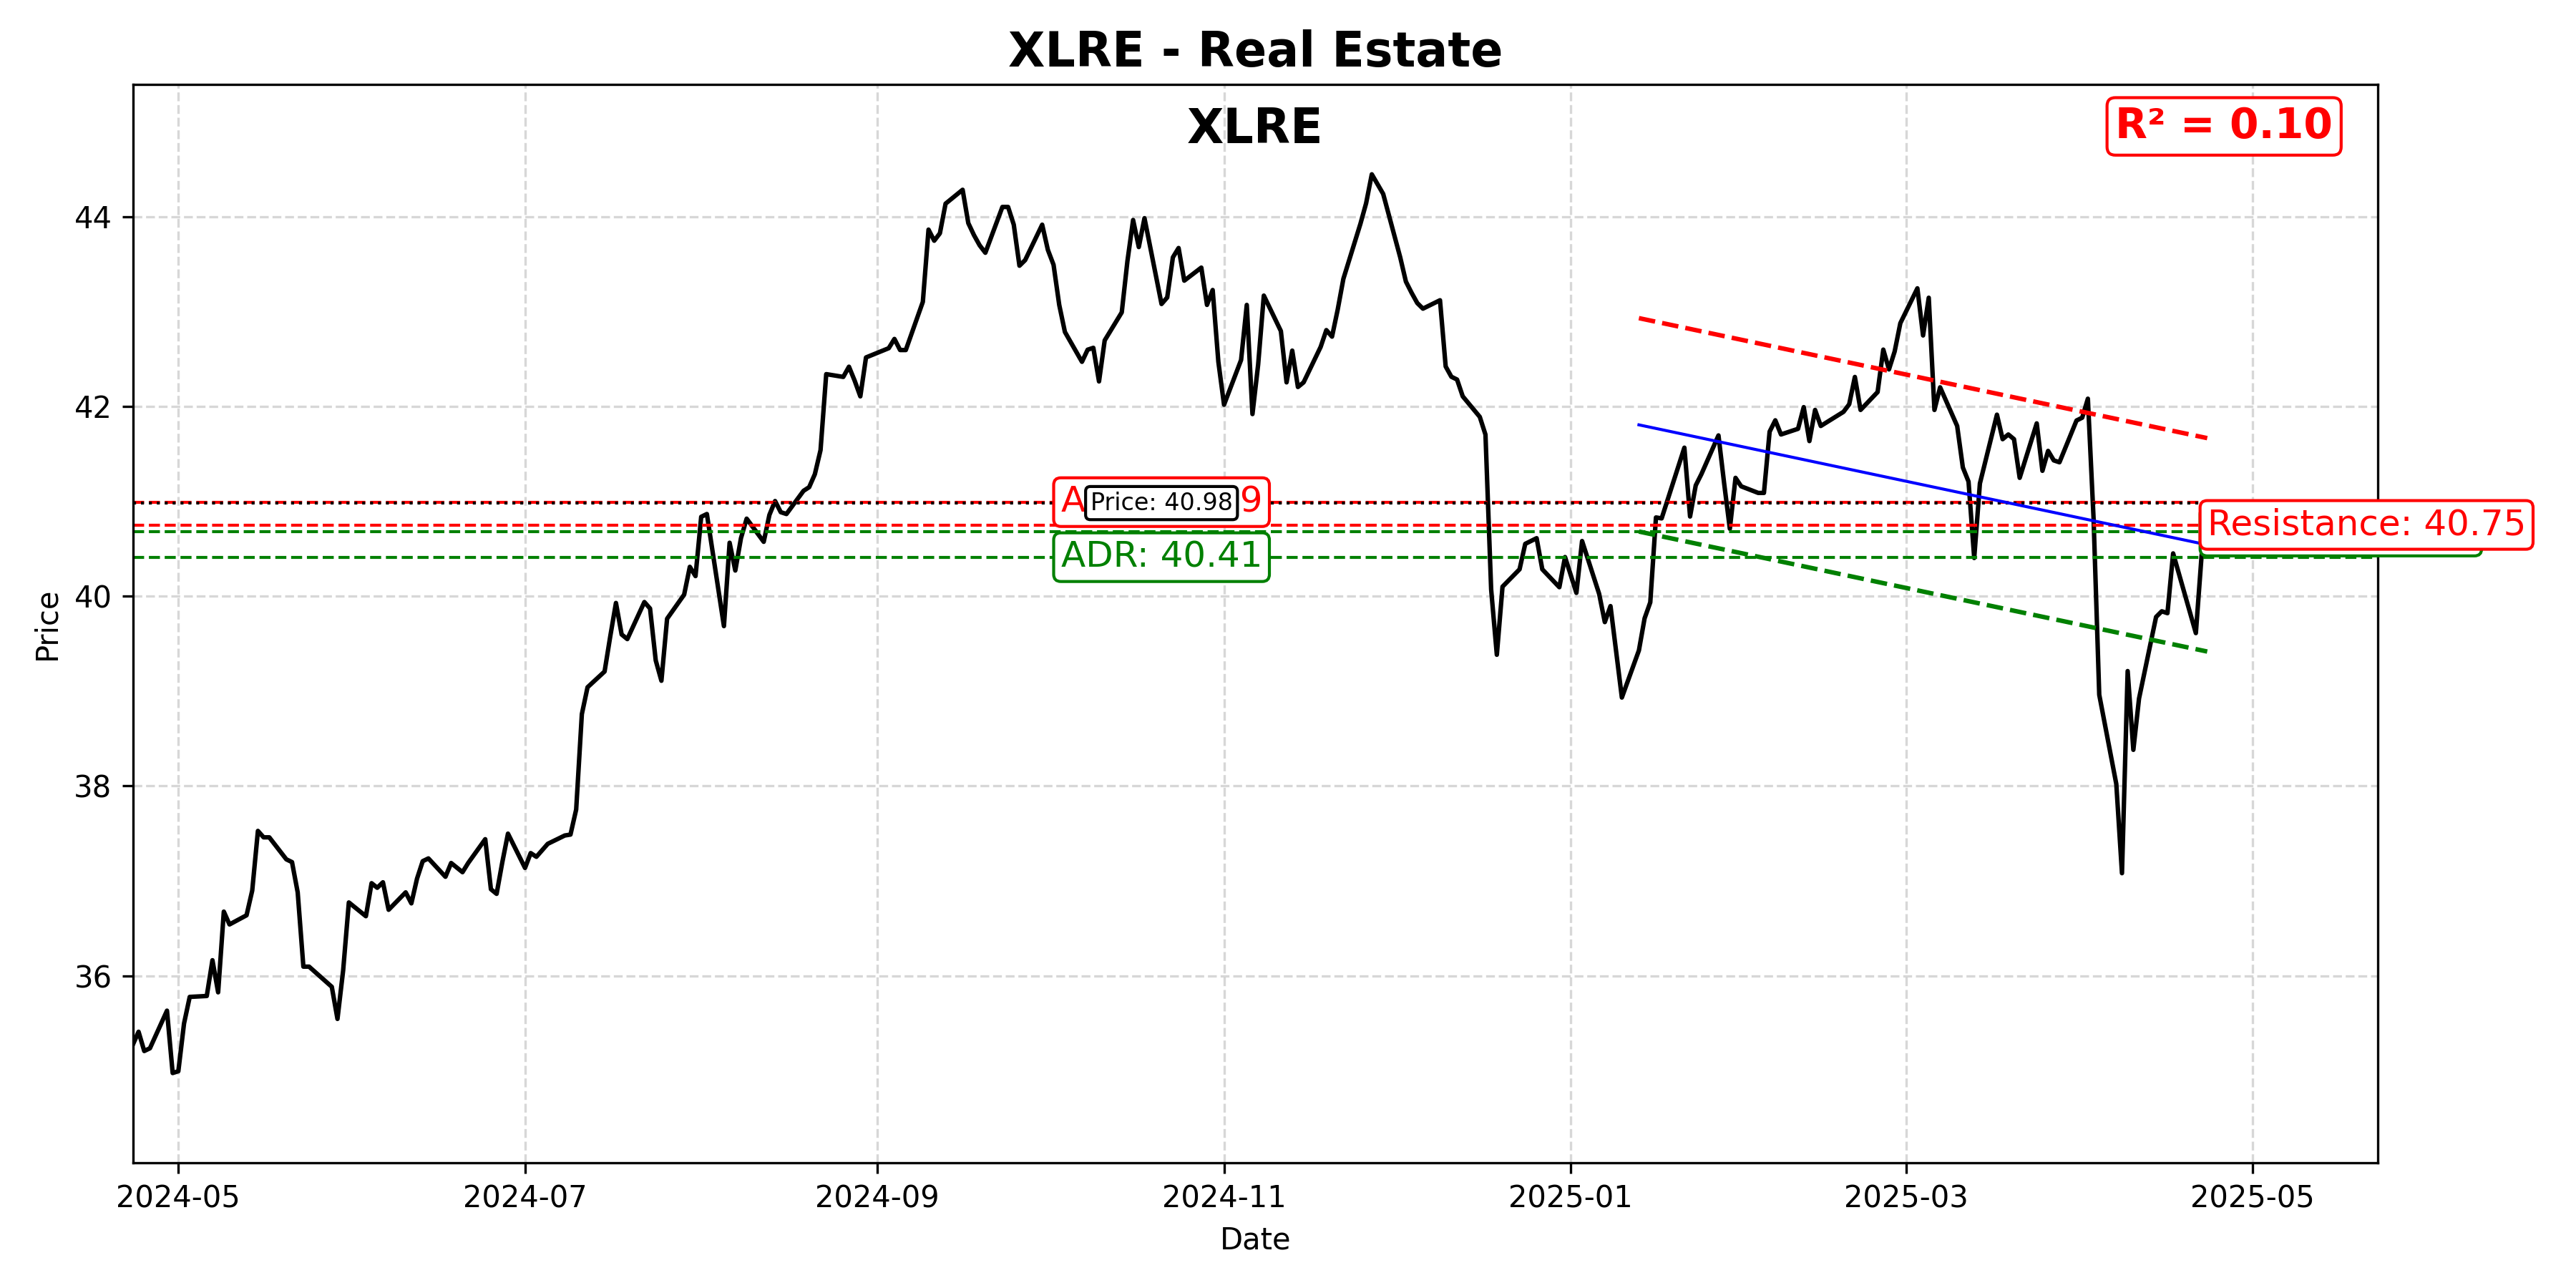 XLRE - Real Estate
XLRE
R² = 0.10
44
42
40
38
36
Price
Price: 40.98
ADR: 40.41
Resistance: 40.75
2024-05
2024-07
2024-09
2024-11
2025-01
2025-03
2025-05
Date